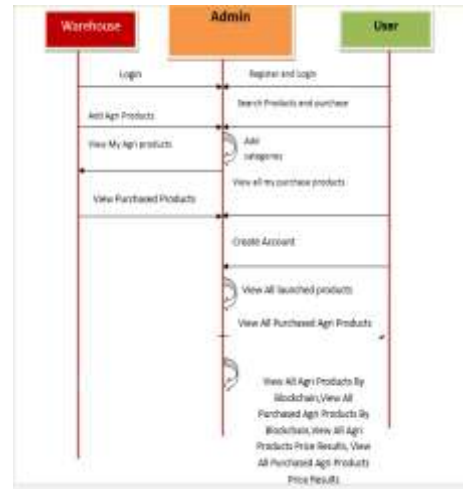 Warehouse
Admin
User
Login
Register and Login
Search Products and purchase
Add Agri Products
Add
categories
View My Agri products
View all my purchase products
View Purchased Products
Create Account
View All launched products
View All Purchased Agri Products
View All Agri Products By
Blockchain,View All
Purchased Agri Products By
Blockchain,View All Agri
Products Price Results, View
All Purchased Agri Products
Price Results